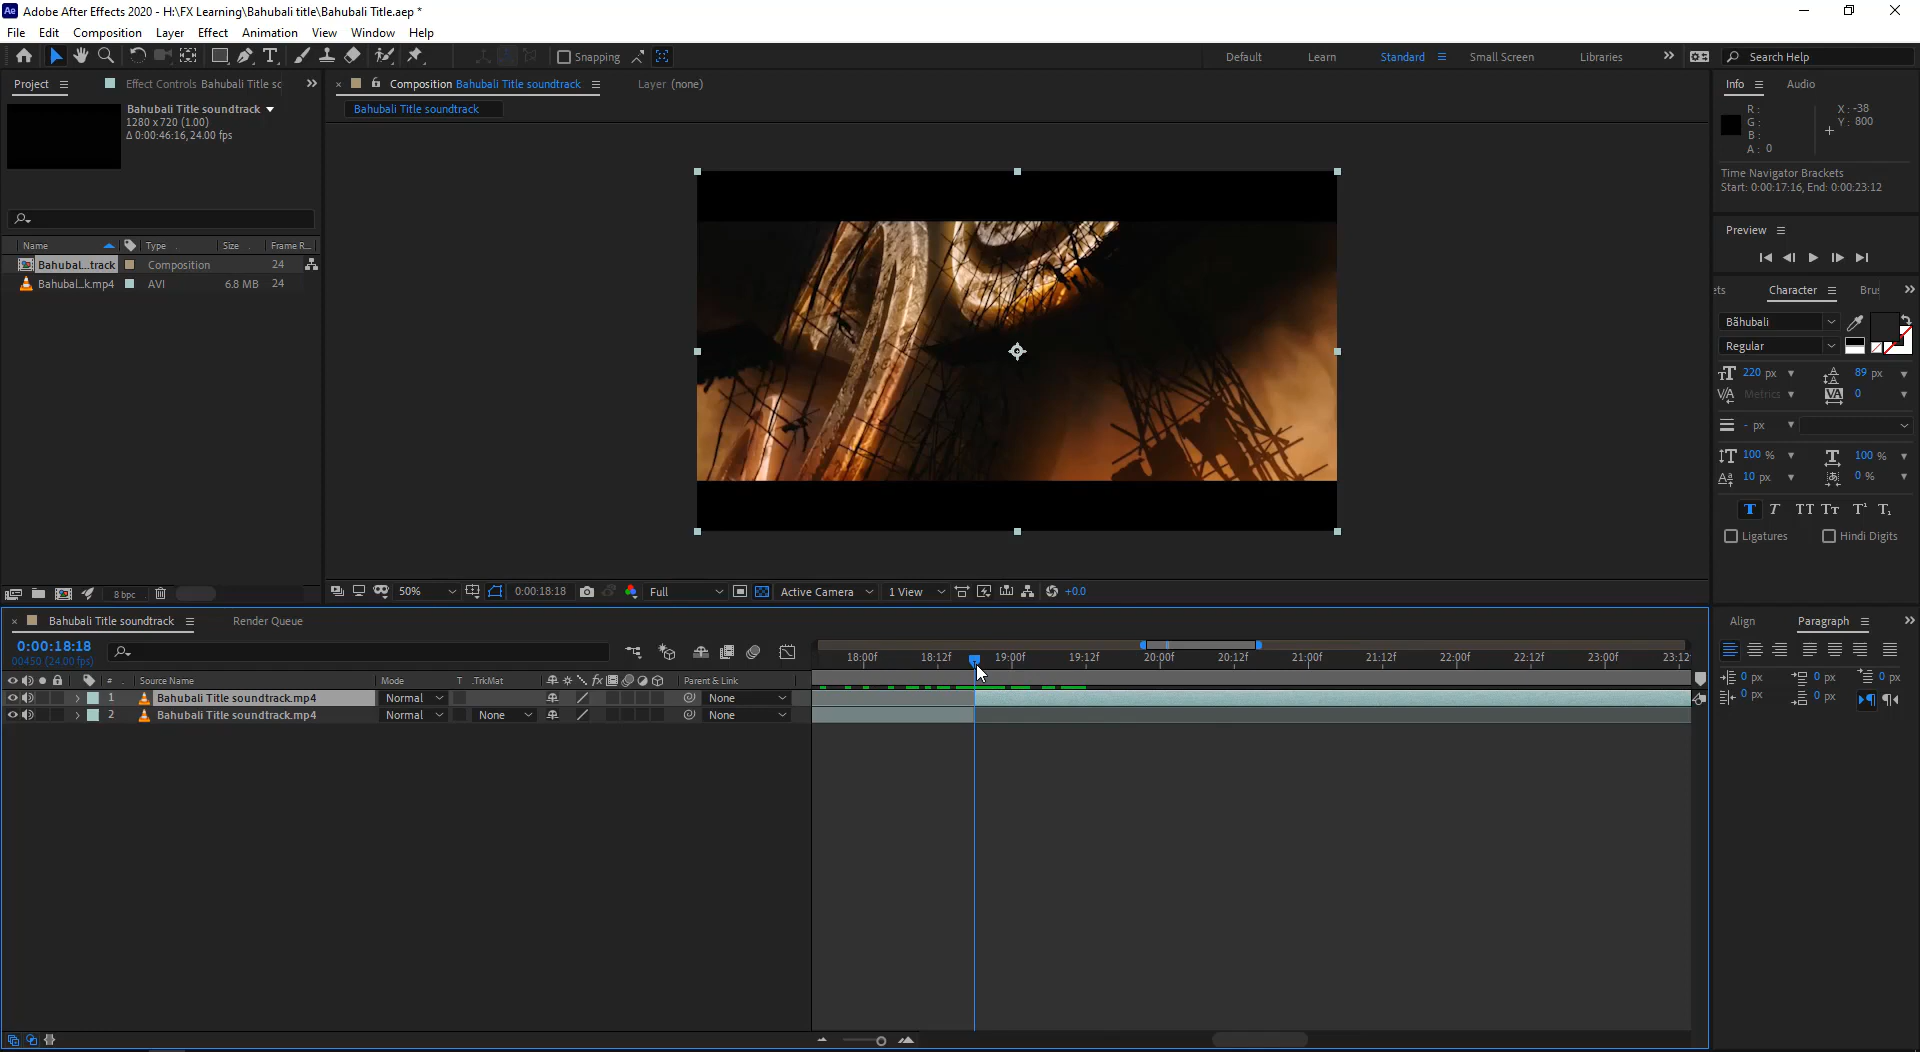 Adobe After Effects 2020 - H:\FX Learning\Bahubali title\Bahubali Title.aep *
File Edit Composition Layer Effect Animation View Window Help
Snapping Default Learn Standard Small Screen Libraries Search Help
Project Effect Controls Bahubali Title sc
Composition Bahubali Title soundtrack Layer (none)
Bahubali Title soundtrack
Bahubali Title soundtrack
1280 x 720 (1.00)
Δ 0:00:46:16, 24.00 fps
Name Type Size Frame R...
Bahubal...track Composition 24
Bahubal...k.mp4 AVI 6.8 MB 24
8 bpc
50% 0:00:18:18 Full Active Camera 1 View +0.0
Info Audio
R :
G :
B :
A : 0
X : -38
Y : 800
Time Navigator Brackets
Start: 0:00:17:16, End: 0:00:23:12
Preview
ets Character Brus
Bãhubali
Regular
220 px 89 px
Metrics 0
- px
100 % 100 %
10 px 0 %
T T TT Tt T¹ T₁
Ligatures Hindi Digits
Bahubali Title soundtrack Render Queue
0:00:18:18
00450 (24.00 fps)
# Source Name Mode T .TrkMat Parent & Link
1 Bahubali Title soundtrack.mp4 Normal None
2 Bahubali Title soundtrack.mp4 Normal None None
18:00f 18:12f 19:00f 19:12f 20:00f 20:12f 21:00f 21:12f 22:00f 22:12f 23:00f 23:12
Align Paragraph
0 px 0 px 0 px
0 px 0 px